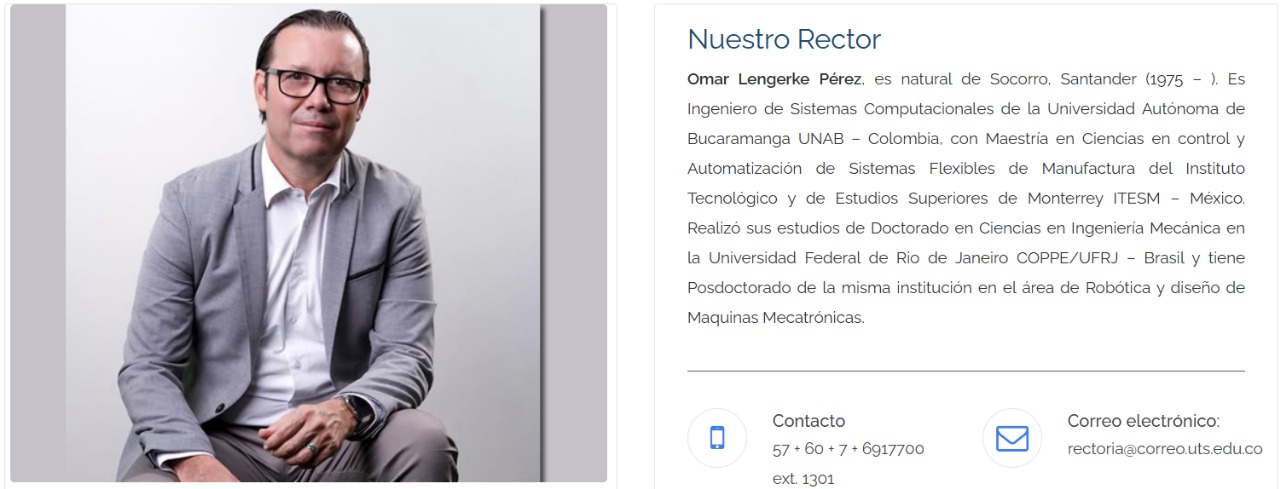 Nuestro Rector
Omar Lengerke Pérez, es natural de Socorro, Santander (1975 – ). Es
Ingeniero de Sistemas Computacionales de la Universidad Autónoma de
Bucaramanga UNAB – Colombia, con Maestría en Ciencias en control y
Automatización de Sistemas Flexibles de Manufactura del Instituto
Tecnológico y de Estudios Superiores de Monterrey ITESM – México.
Realizó sus estudios de Doctorado en Ciencias en Ingeniería Mecánica en
la Universidad Federal de Rio de Janeiro COPPE/UFRJ – Brasil y tiene
Posdoctorado de la misma institución en el área de Robótica y diseño de
Maquinas Mecatrónicas.
Contacto
57 + 60 + 7 + 6917700
ext. 1301
Correo electrónico:
rectoria@correo.uts.edu.co